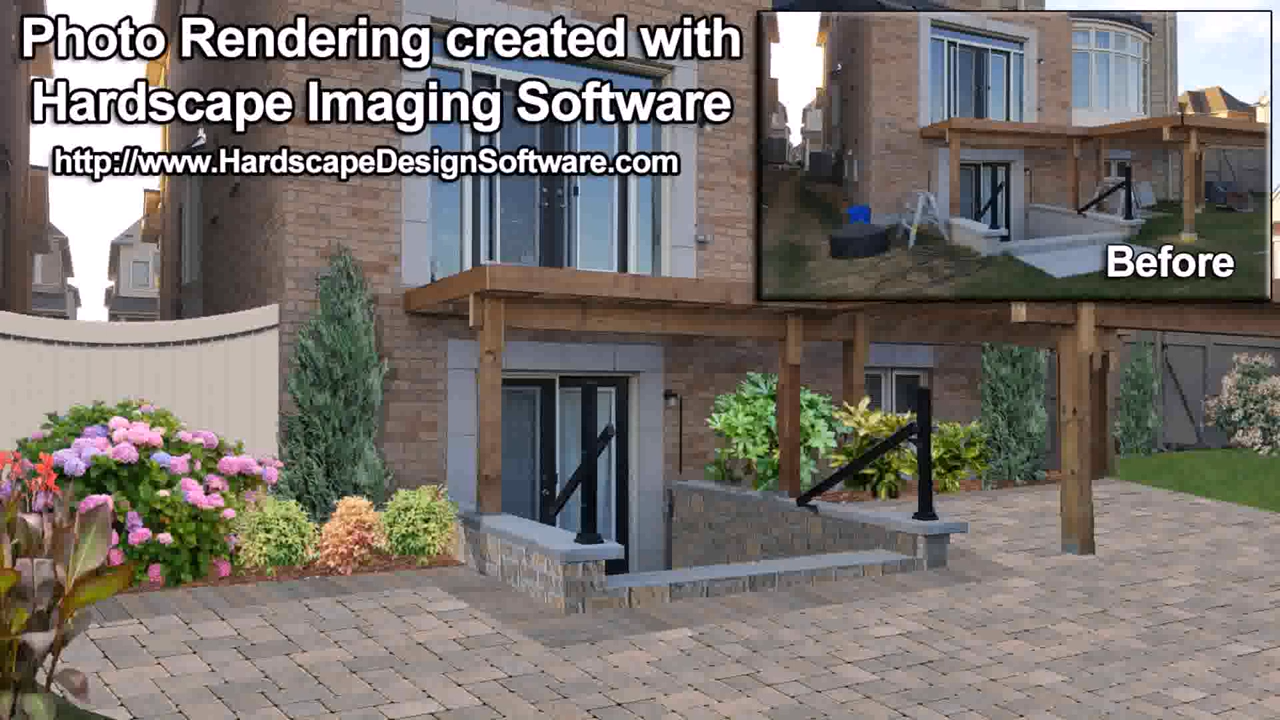 Photo Rendering created with
Hardscape Imaging Software
http://www.HardscapeDesignSoftware.com
Before